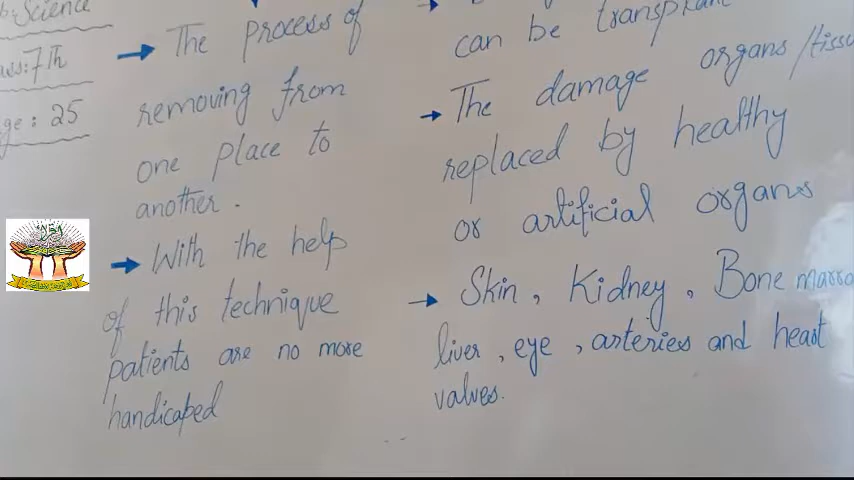 Science
ass: 7Th
ge: 25
→ The process of
removing from
one place to
another.
→ With the help
of this technique
patients are no more
handicaped
can be transplant
→ The damage organs/tissu
replaced by healthy
or artificial organs
→ Skin, Kidney, Bone marro
liver, eye, arteries and heart
valves.